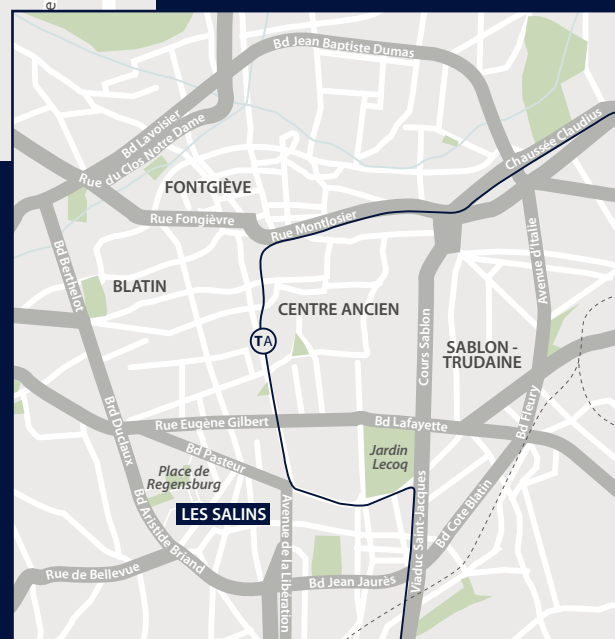 e
Bd Jean Baptiste Dumas
Bd Lavoisier
Rue du Clos Notre Dame
Chaussée Claudius
FONTGIÈVE
Rue Fongièvre
Rue Montlosier
Bd Berthelot
Avenue d'Italie
BLATIN
CENTRE ANCIEN
TA
Cours Sablon
SABLON -
TRUDAINE
Brd Duclaux
Rue Eugène Gilbert
Bd Lafayette
Bd Fleury
Bd Pasteur
Jardin
Lecoq
Place de
Regensburg
LES SALINS
Bd Aristide Briand
Avenue de la Libération
Viaduc Saint-Jacques
Bd Cote Blatin
Rue de Bellevue
Bd Jean Jaurès